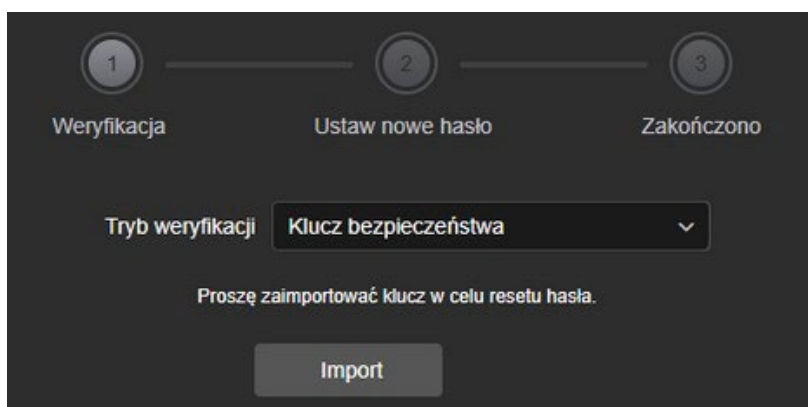 1 2 3
Weryfikacja Ustaw nowe hasło Zakończono
Tryb weryfikacji Klucz bezpieczeństwa
Proszę zaimportować klucz w celu resetu hasła.
Import